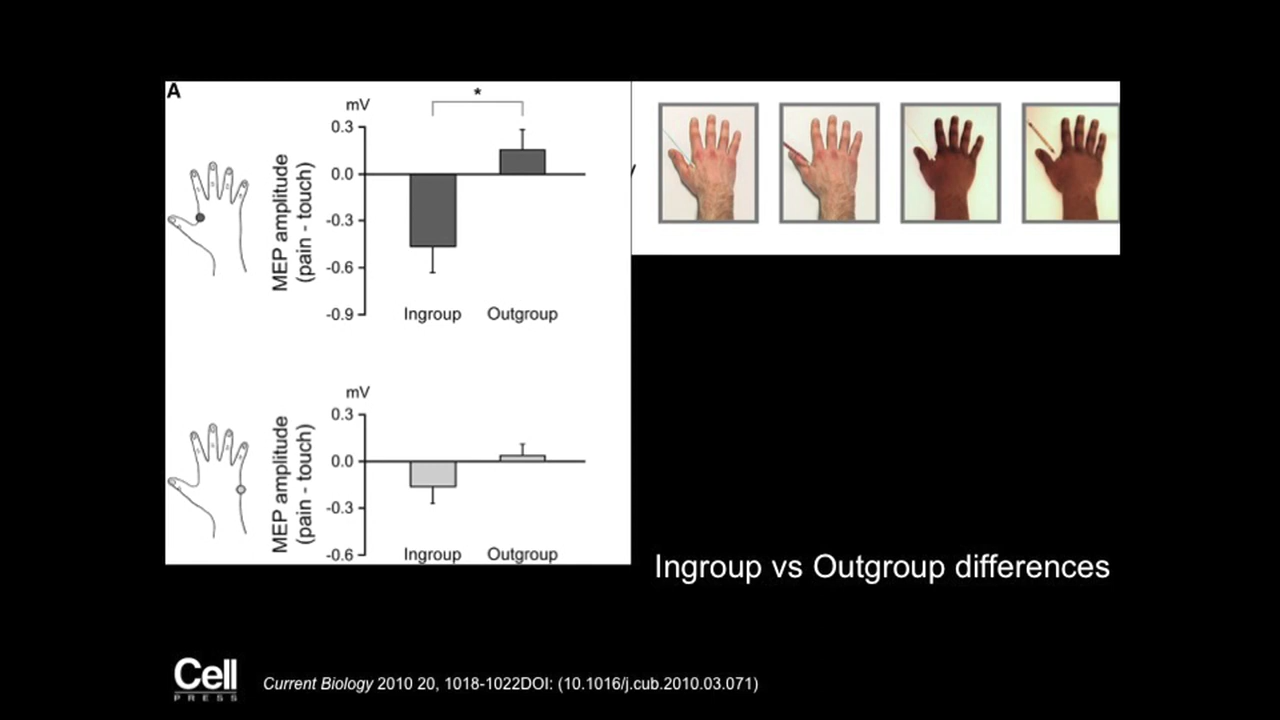 A
mV
*
0.3
0.0
-0.3
-0.6
-0.9
MEP amplitude
(pain - touch)
Ingroup Outgroup
mV
0.3
0.0
-0.3
-0.6
MEP amplitude
(pain - touch)
Ingroup Outgroup
Ingroup vs Outgroup differences
Cell
PRESS
Current Biology 2010 20, 1018-1022DOI: (10.1016/j.cub.2010.03.071)